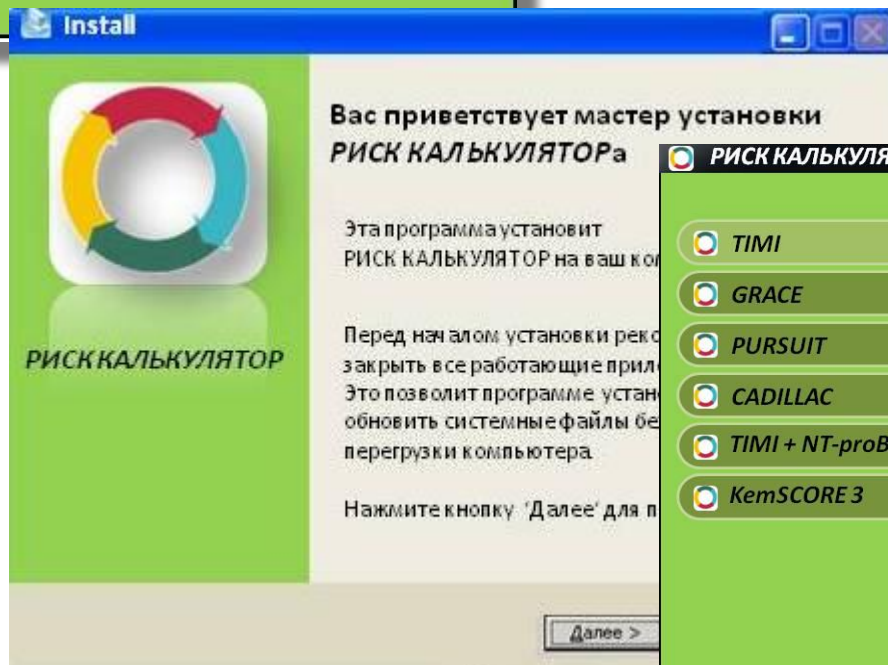 Install
Вас приветствует мастер установки
РИСК КАЛЬКУЛЯТОРа
Эта программа установит
РИСК КАЛЬКУЛЯТОР на ваш
Перед началом установки
закрыть все работающие
Это позволит программе
обновить системные файлы
перегрузки компьютера.
Нажмите кнопку 'Далее' для
РИСК КАЛЬКУЛЯТОР
Далее >
РИСК
TIMI
GRACE
PURSUIT
CADILLAC
TIMI +
KemSCORE 3